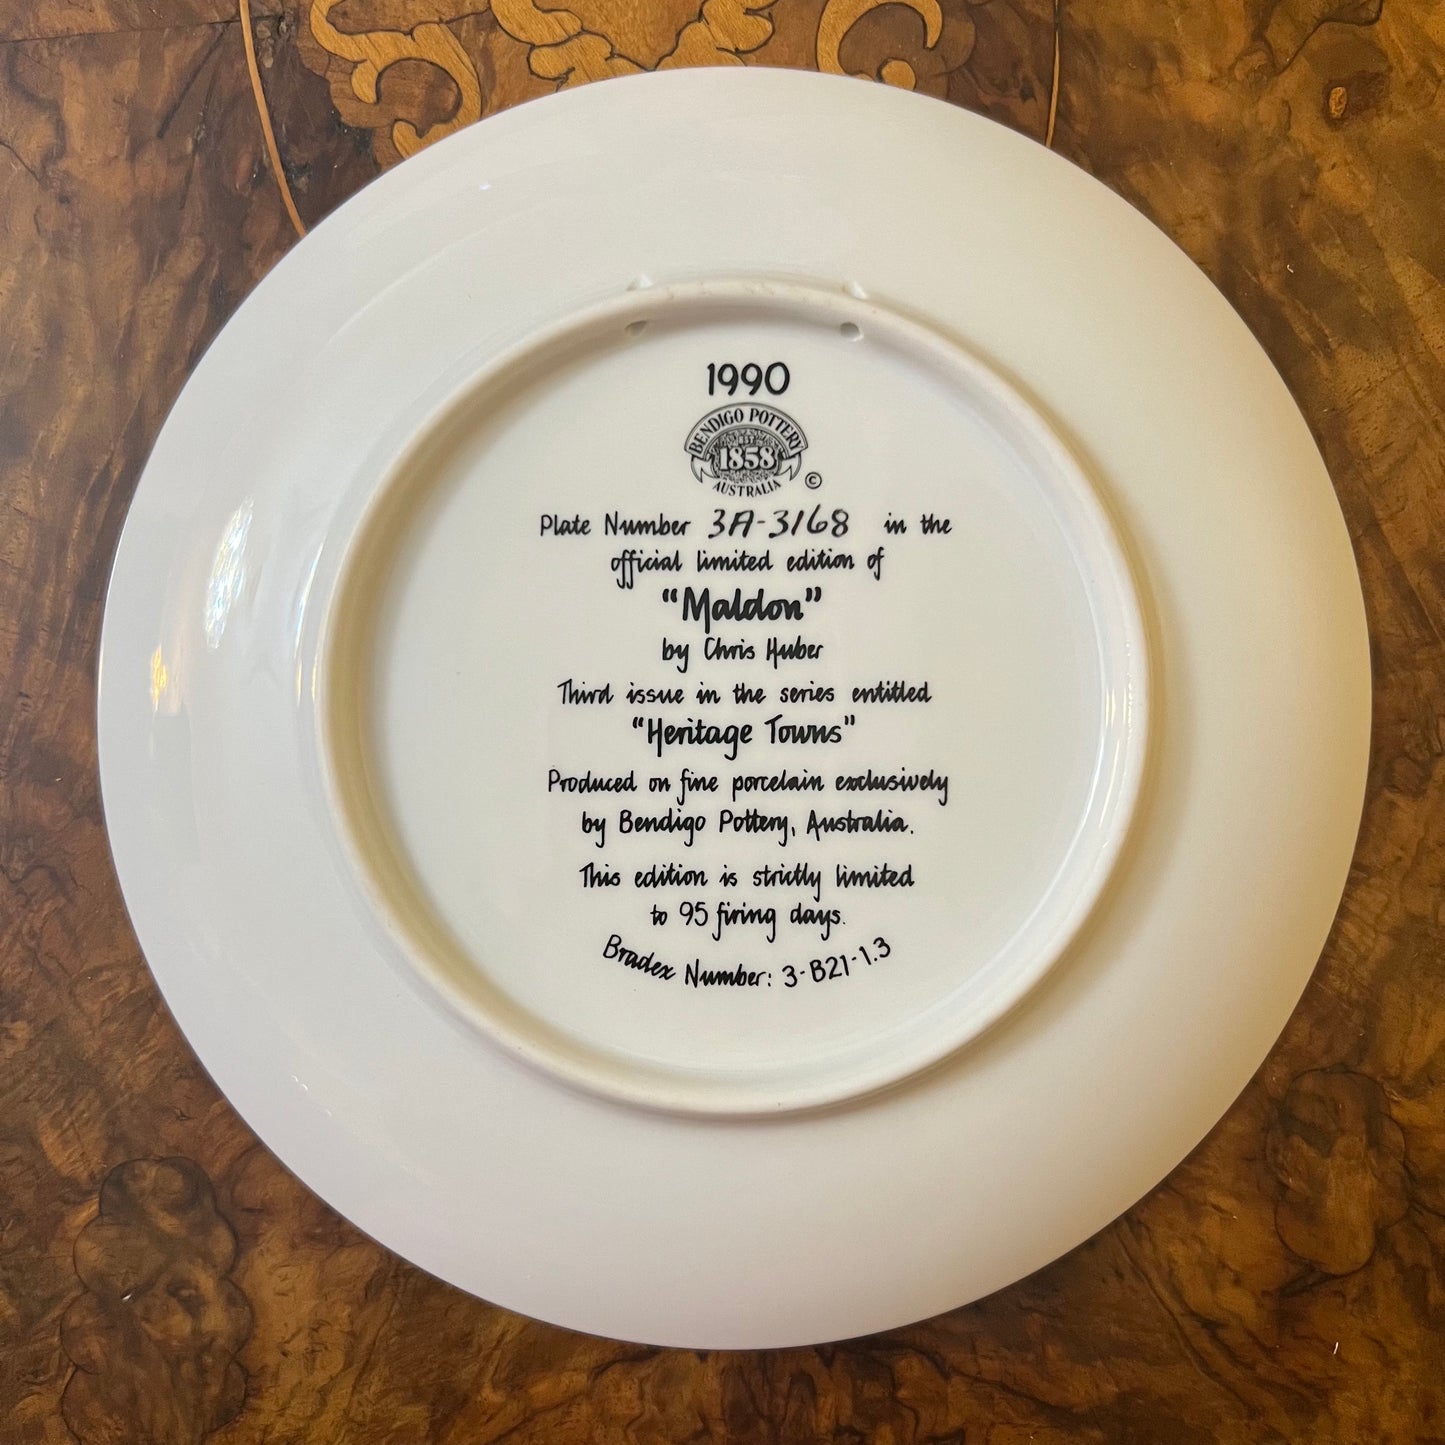 1990
BENDIGO POTTERY
EST
1858
AUSTRALIA ©
Plate Number 3A-3168 in the
official limited edition of
“Maldon”
by Chris Huber
Third issue in the series entitled
“Heritage Towns”
Produced on fine porcelain exclusively
by Bendigo Pottery, Australia.
This edition is strictly limited
to 95 firing days.
Bradex Number: 3-B21-1.3